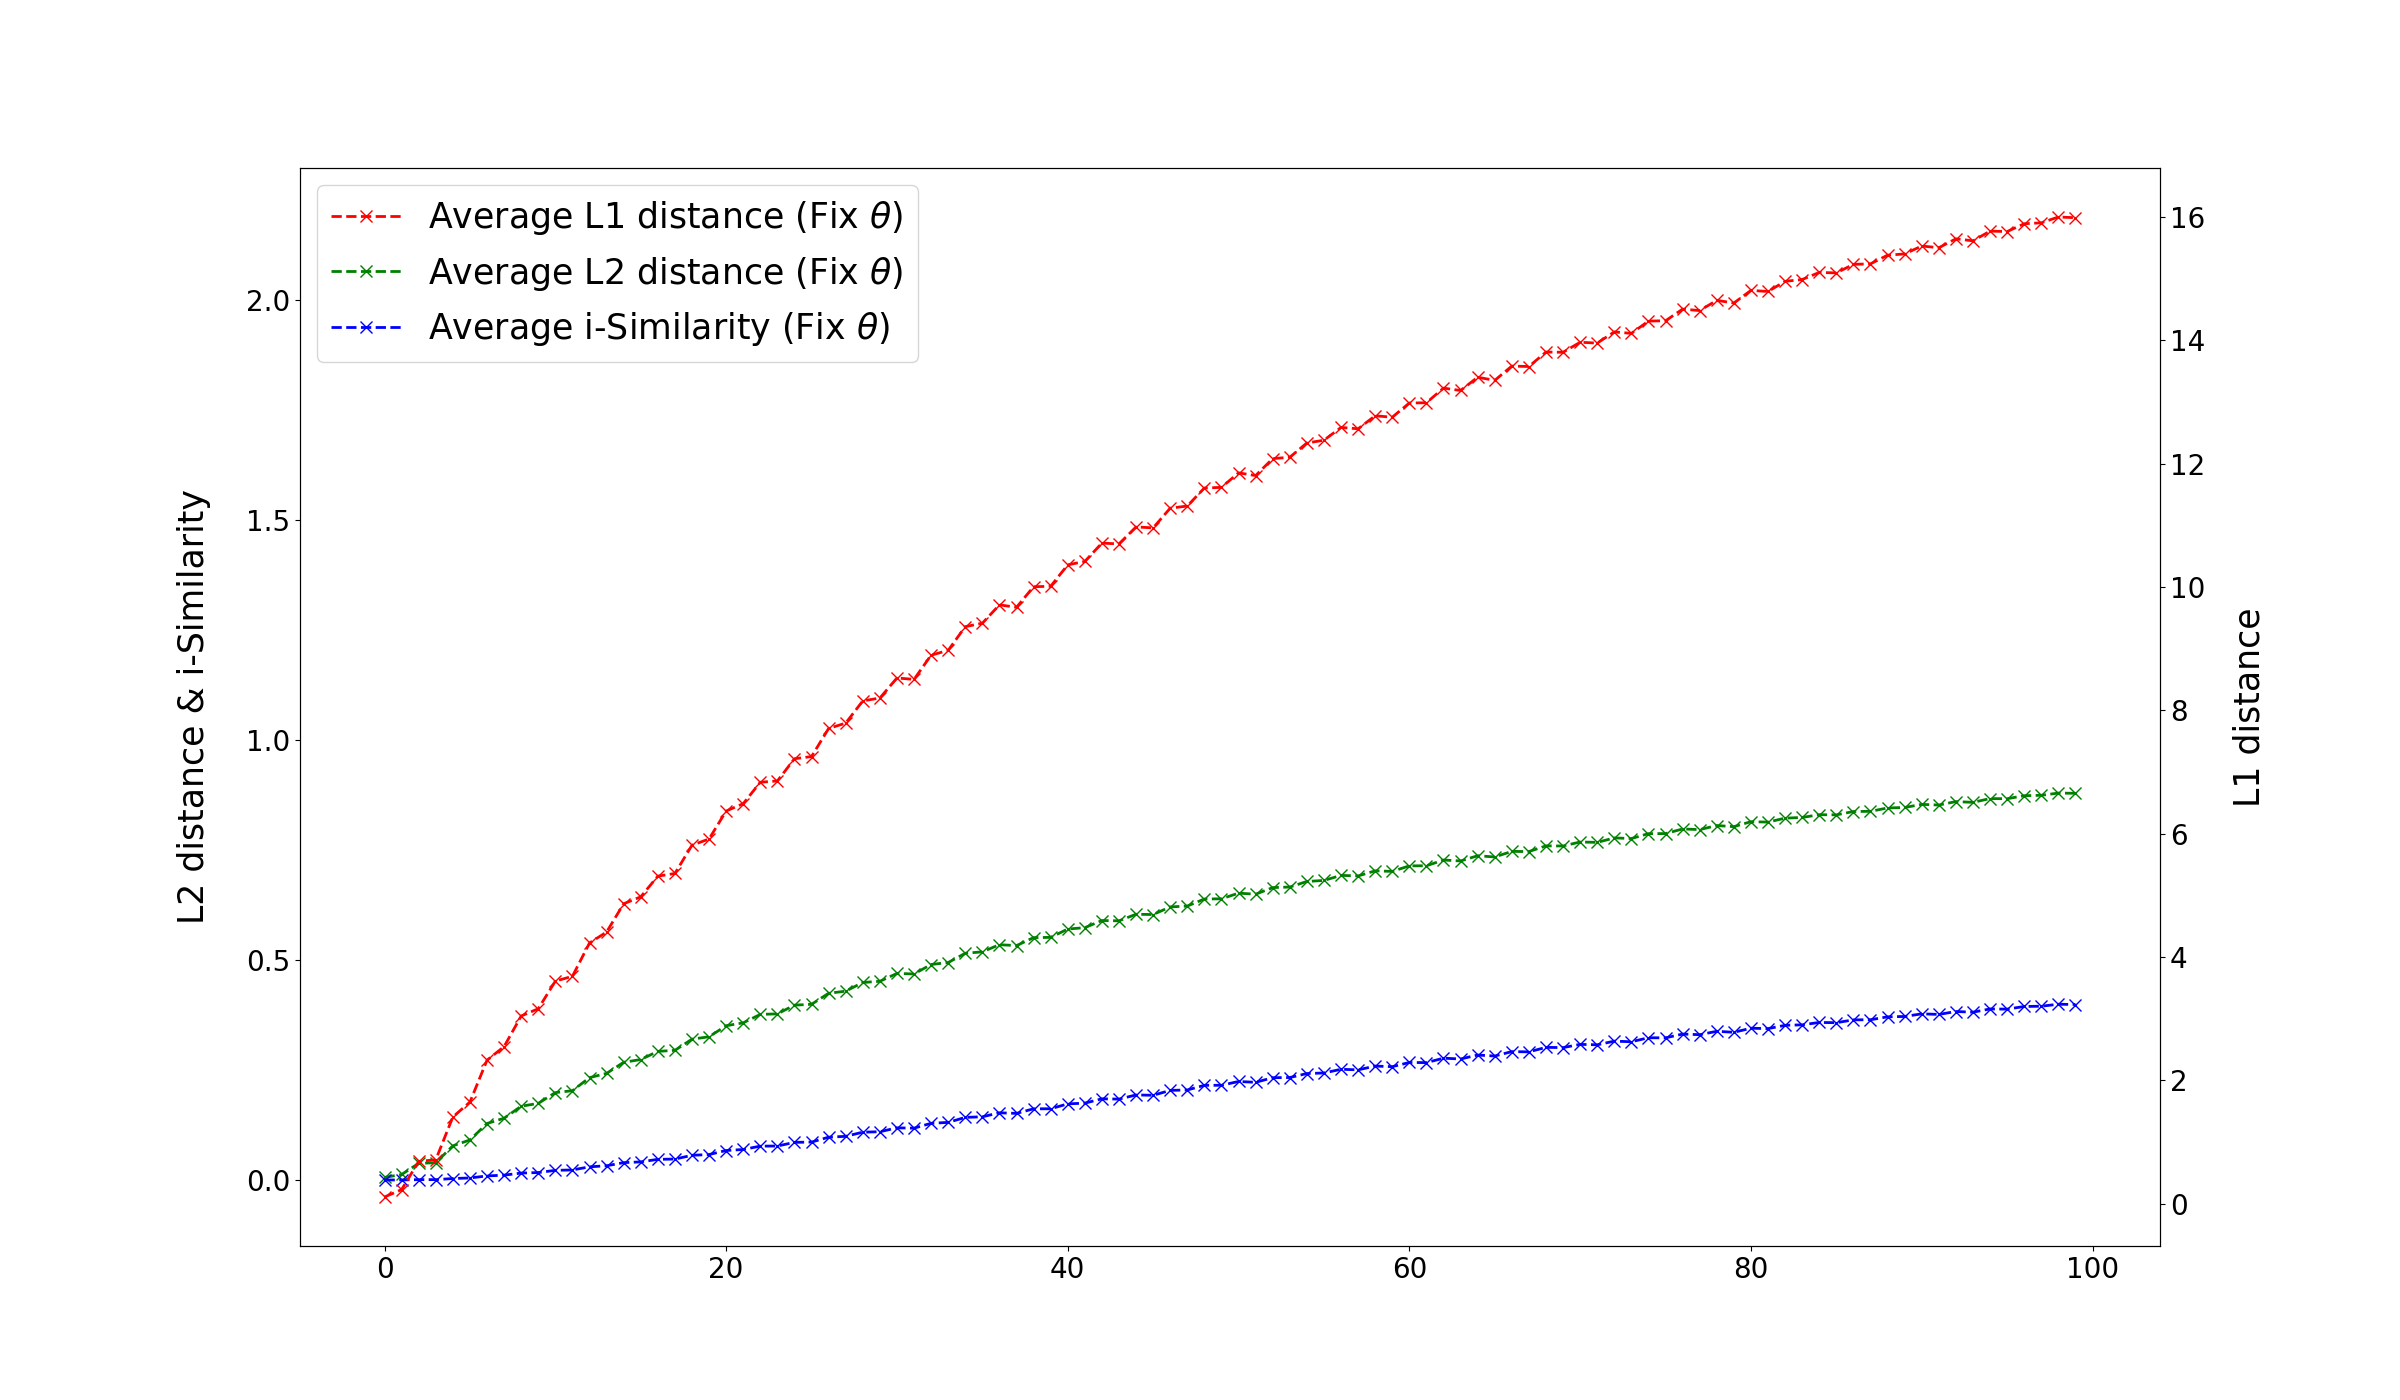 Average L1 distance (Fix θ)
Average L2 distance (Fix θ)
Average i-Similarity (Fix θ)
L2 distance & i-Similarity
2.0
1.5
1.0
0.5
0.0
0 20 40 60 80 100
16
14
12
10
8
6
4
2
0
L1 distance